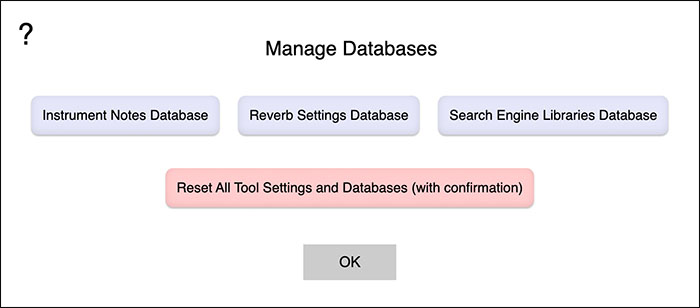 ?
Manage Databases
Instrument Notes Database
Reverb Settings Database
Search Engine Libraries Database
Reset All Tool Settings and Databases (with confirmation)
OK